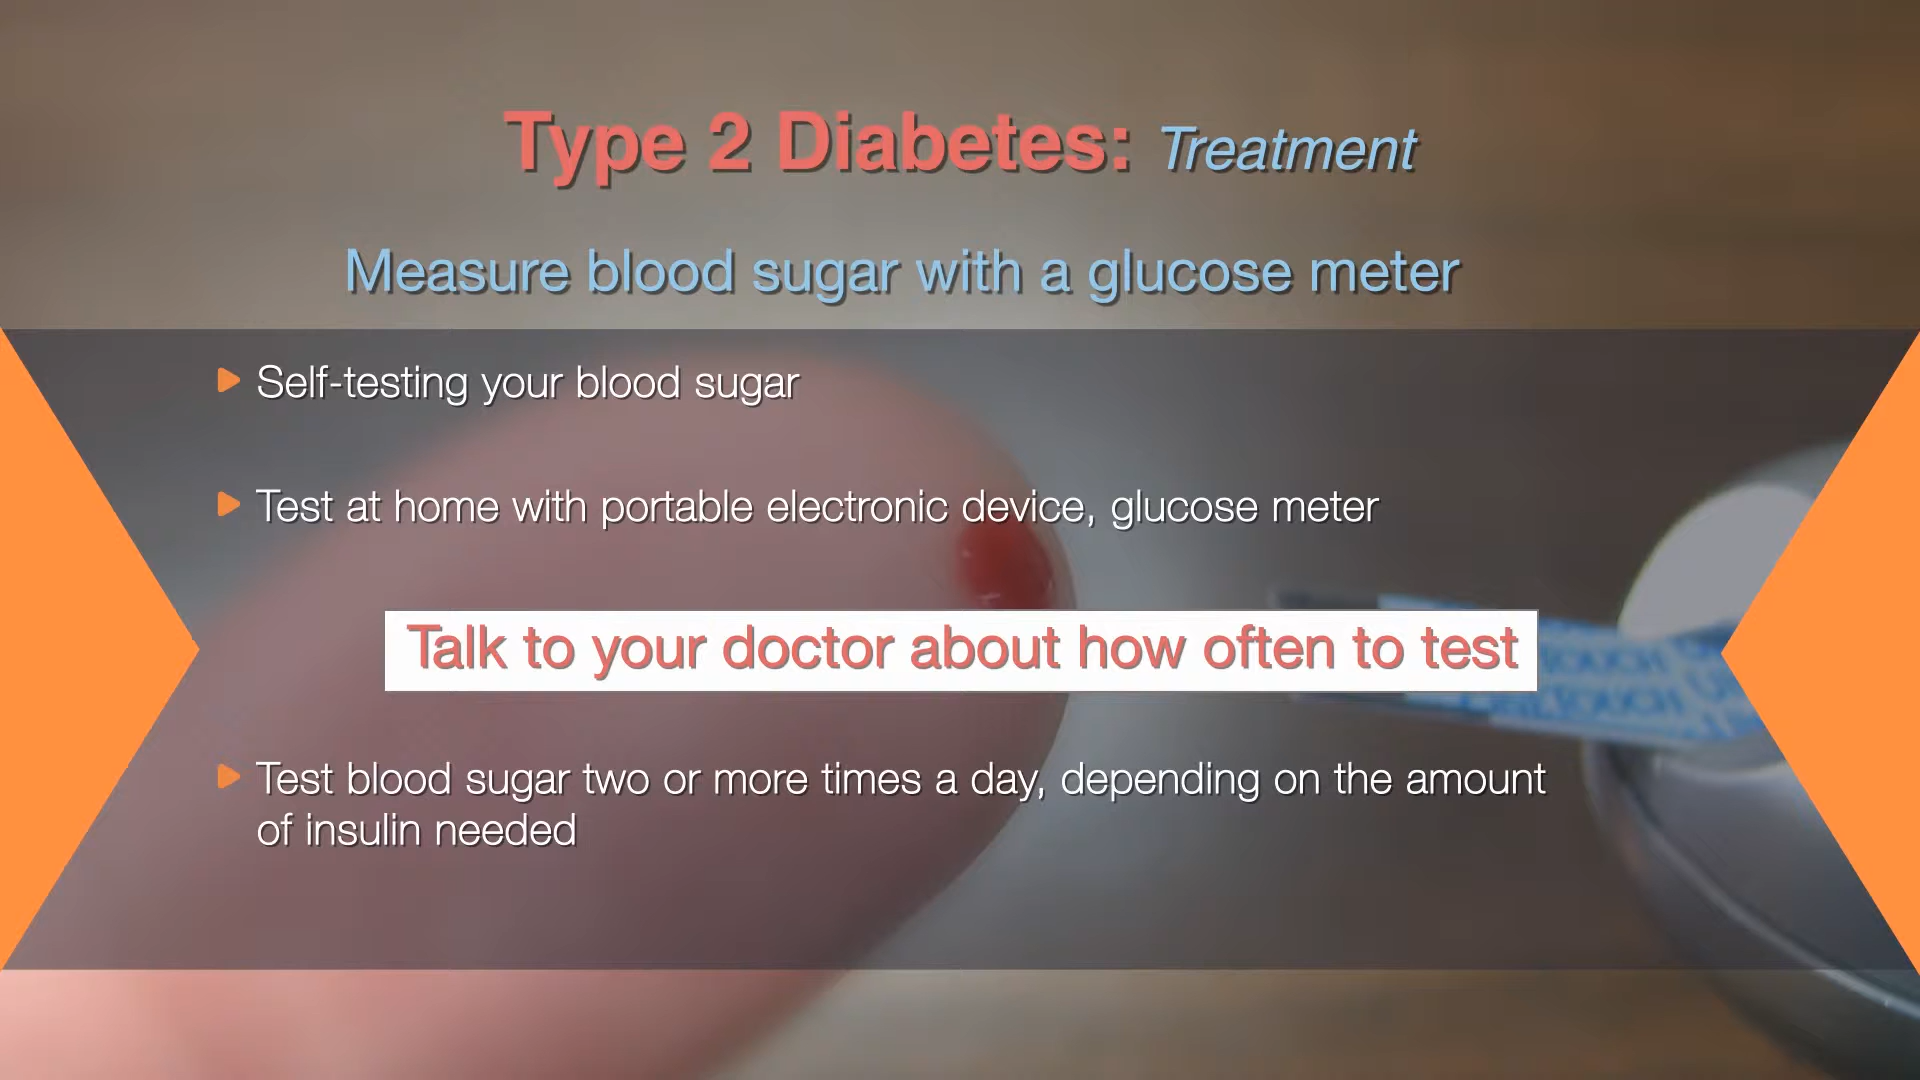 Type 2 Diabetes: Treatment
Measure blood sugar with a glucose meter
Self-testing your blood sugar
Test at home with portable electronic device, glucose meter
Talk to your doctor about how often to test
TOUCH
Test blood sugar two or more times a day, depending on the amount
of insulin needed